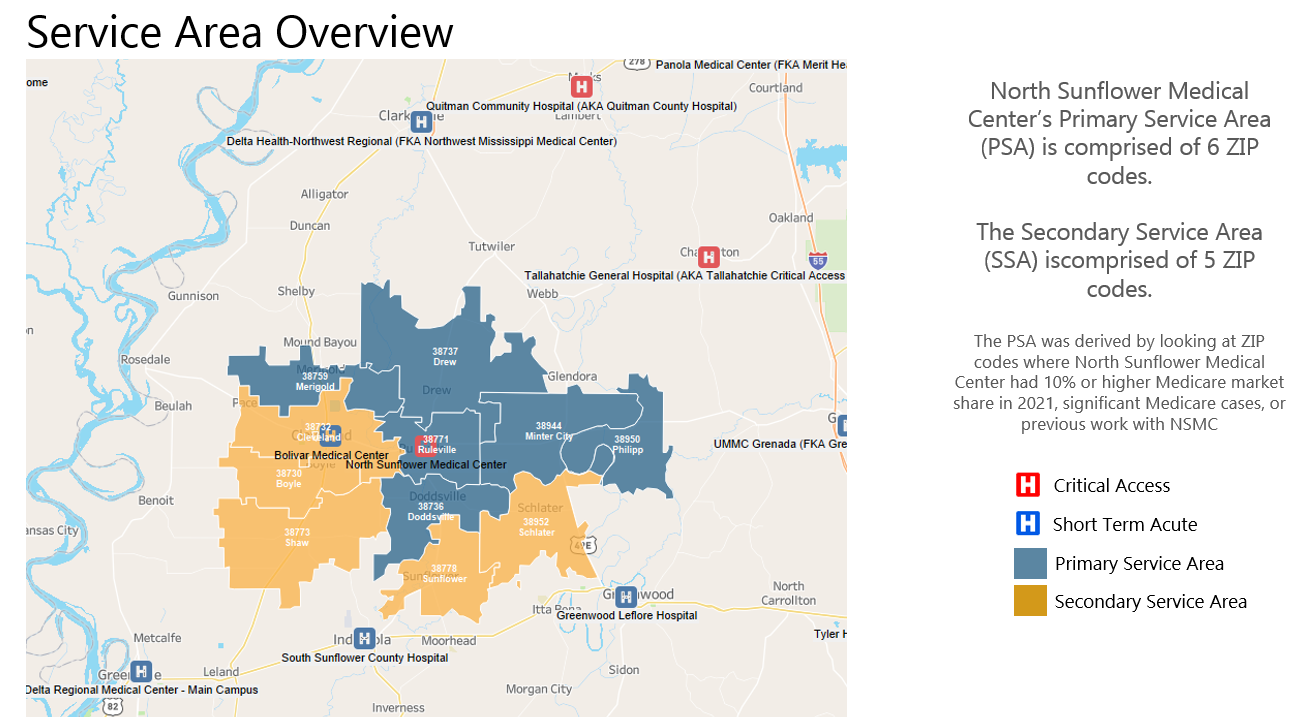 Service Area Overview
North Sunflower Medical
Center's Primary Service Area
(PSA) is comprised of 6 ZIP
codes.
The Secondary Service Area
(SSA) iscomprised of 5 ZIP
codes.
The PSA was derived by looking at ZIP
codes where North Sunflower Medical
Center had 10% or higher Medicare market
share in 2021, significant Medicare cases, or
previous work with NSMC
H Critical Access
H Short Term Acute
Primary Service Area
Secondary Service Area
ome
278
Panola Medical Center (FKA Merit Hea
Courtland
H
Quitman Community Hospital (AKA Quitman County Hospital)
Lambert
H
Delta Health-Northwest Regional (FKA Northwest Mississippi Medical Center)
Alligator
Duncan
Oakland
Tutwiler
H
55
Tallahatchie General Hospital (AKA Tallahatchie Critical Access
Shelby
Webb
Gunnison
Mound Bayou
Rosedale
38737
Drew
Drew
Glendora
38759
Merigold
Beulah
38732
Cleveland
H
Bolivar Medical Center
38771
Ruleville
H
North Sunflower Medical Center
38944
Minter City
38950
Philipp
H
UMMC Grenada (FKA Gre
Boyle
38730
Boyle
Benoit
Doddsville
38736
Doddsville
Schlater
38952
Schlater
49E
ansas City
38773
Shaw
38778
Sunflower
H
Greenwood Leflore Hospital
Itta Bena
North
Carrollton
Tyler H
Metcalfe
H
South Sunflower County Hospital
Moorhead
Leland
H
Delta Regional Medical Center - Main Campus
82
Sidon
Morgan City
Inverness